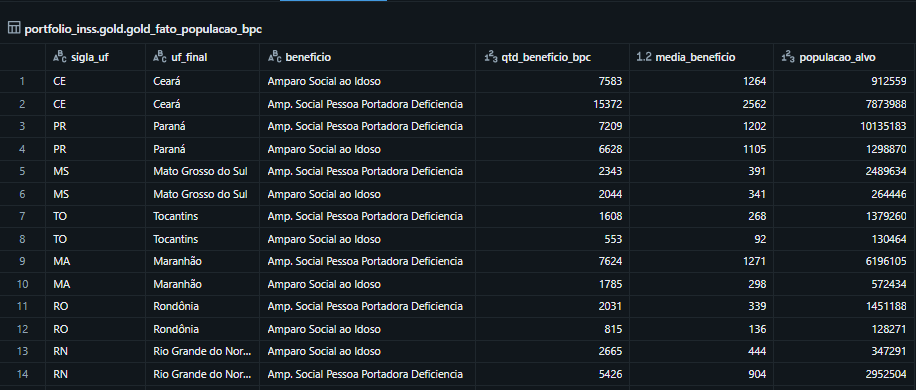 portfolio_inss.gold.gold_fato_populacao_bpc
sigla_uf uf_final beneficio qtd_beneficio_bpc 1.2 media_beneficio populacao_alvo
1 CE Ceará Amparo Social ao Idoso 7583 1264 912559
2 CE Ceará Amp. Social Pessoa Portadora Deficiencia 15372 2562 7873988
3 PR Paraná Amp. Social Pessoa Portadora Deficiencia 7209 1202 10135183
4 PR Paraná Amparo Social ao Idoso 6628 1105 1298870
5 MS Mato Grosso do Sul Amp. Social Pessoa Portadora Deficiencia 2343 391 2489634
6 MS Mato Grosso do Sul Amparo Social ao Idoso 2044 341 264446
7 TO Tocantins Amp. Social Pessoa Portadora Deficiencia 1608 268 1379260
8 TO Tocantins Amparo Social ao Idoso 553 92 130464
9 MA Maranhão Amp. Social Pessoa Portadora Deficiencia 7624 1271 6196105
10 MA Maranhão Amparo Social ao Idoso 1785 298 572434
11 RO Rondônia Amp. Social Pessoa Portadora Deficiencia 2031 339 1451188
12 RO Rondônia Amparo Social ao Idoso 815 136 128271
13 RN Rio Grande do Nor... Amparo Social ao Idoso 2665 444 347291
14 RN Rio Grande do Nor... Amp. Social Pessoa Portadora Deficiencia 5426 904 2952504